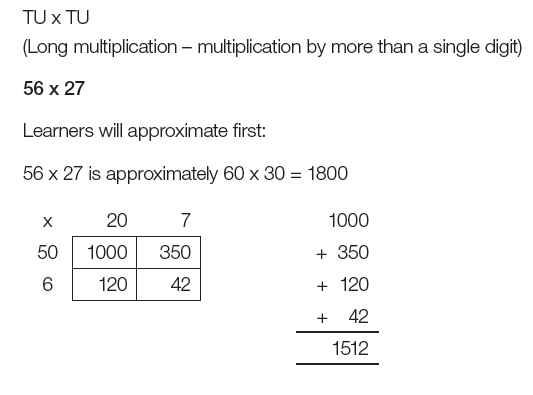 TU x TU
(Long multiplication – multiplication by more than a single digit)
56 x 27
Learners will approximate first:
56 x 27 is approximately 60 x 30 = 1800
x 20 7
50 1000 350
6 120 42
1000
+ 350
+ 120
+ 42
1512